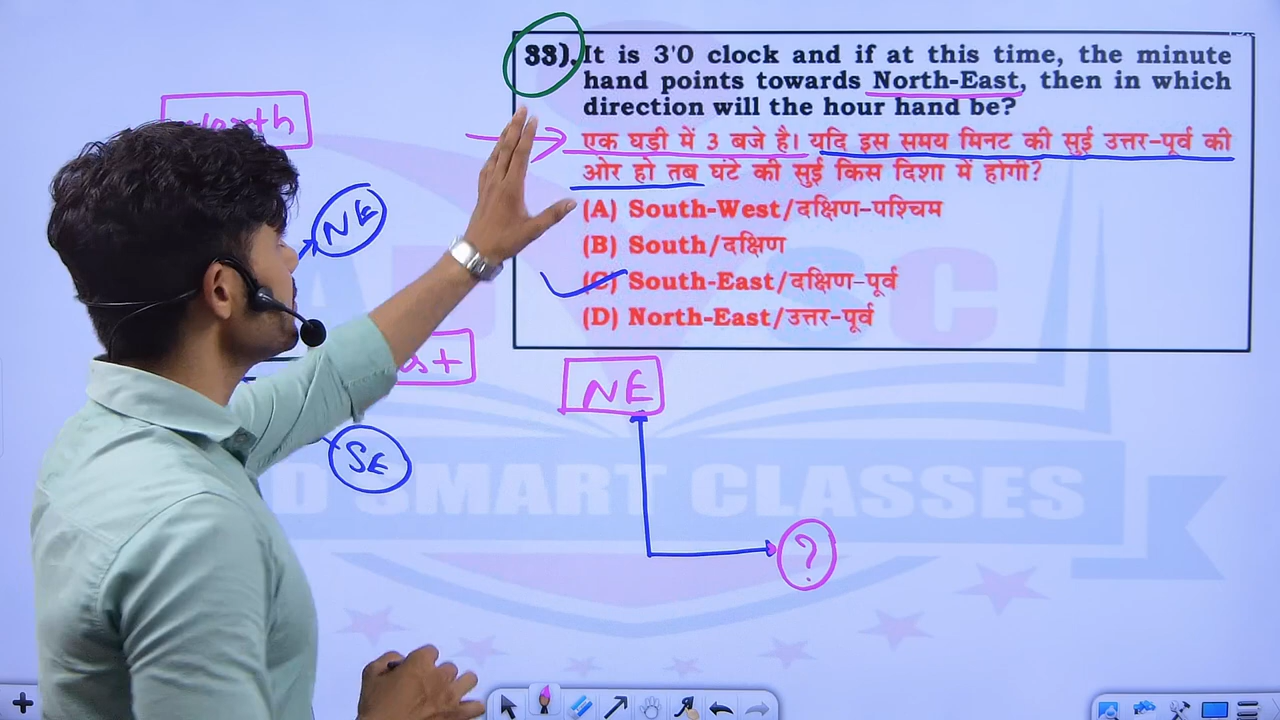 33). It is 3'0 clock and if at this time, the minute
hand points towards North-East, then in which
direction will the hour hand be?
एक घड़ी में 3 बजे है। यदि इस समय मिनट की सुई उत्तर-पूर्व की
ओर हो तब घंटे की सुई किस दिशा में होगी?
(A) South-West/दक्षिण-पश्चिम
(B) South/दक्षिण
(C) South-East/दक्षिण-पूर्व
(D) North-East/उत्तर-पूर्व
NE
SE
NE
?
SC
D SMART CLASSES